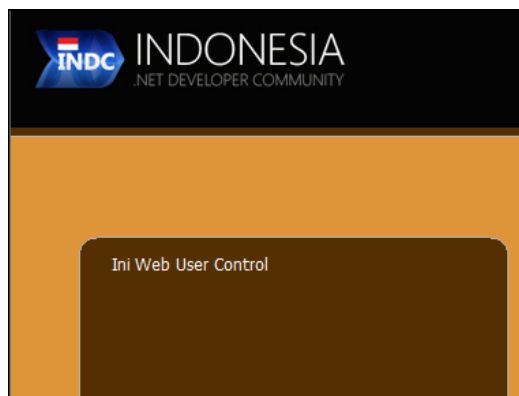 INDC
INDONESIA
.NET DEVELOPER COMMUNITY
Ini Web User Control